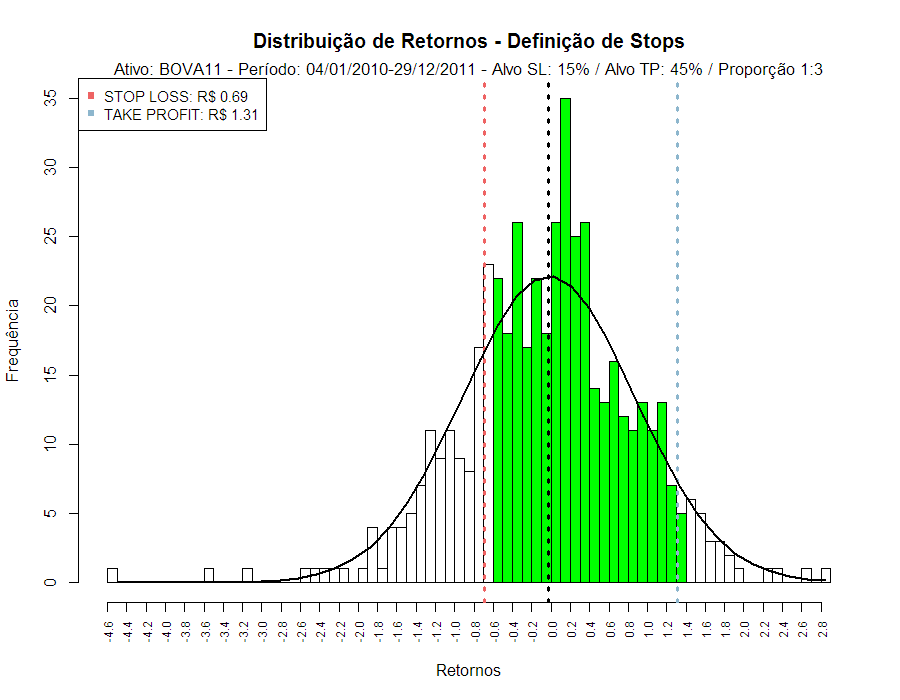 Distribuição de Retornos - Definição de Stops
Ativo: BOVA11 - Período: 04/01/2010-29/12/2011 - Alvo SL: 15% / Alvo TP: 45% / Proporção 1:3
STOP LOSS: R$ 0.69
TAKE PROFIT: R$ 1.31
Frequência
35
30
25
20
15
10
5
0
-4.6 -4.4 -4.2 -4.0 -3.8 -3.6 -3.4 -3.2 -3.0 -2.8 -2.6 -2.4 -2.2 -2.0 -1.8 -1.6 -1.4 -1.2 -1.0 -0.8 -0.6 -0.4 -0.2 0.0 0.2 0.4 0.6 0.8 1.0 1.2 1.4 1.6 1.8 2.0 2.2 2.4 2.6 2.8
Retornos